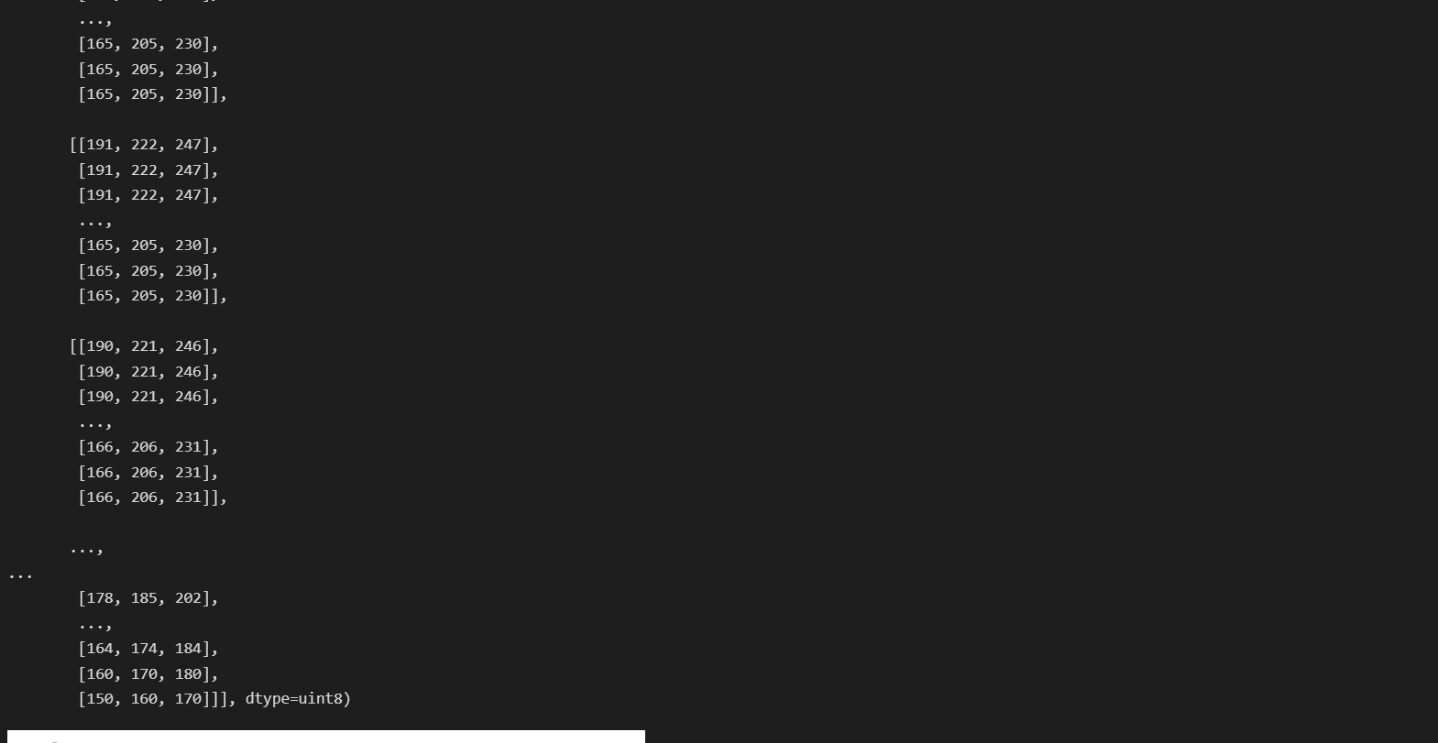 ...,
[165, 205, 230],
[165, 205, 230],
[165, 205, 230]],
[[191, 222, 247],
[191, 222, 247],
[191, 222, 247],
...,
[165, 205, 230],
[165, 205, 230],
[165, 205, 230]],
[[190, 221, 246],
[190, 221, 246],
[190, 221, 246],
...,
[166, 206, 231],
[166, 206, 231],
[166, 206, 231]],
...,
...
[178, 185, 202],
...,
[164, 174, 184],
[160, 170, 180],
[150, 160, 170]]], dtype=uint8)